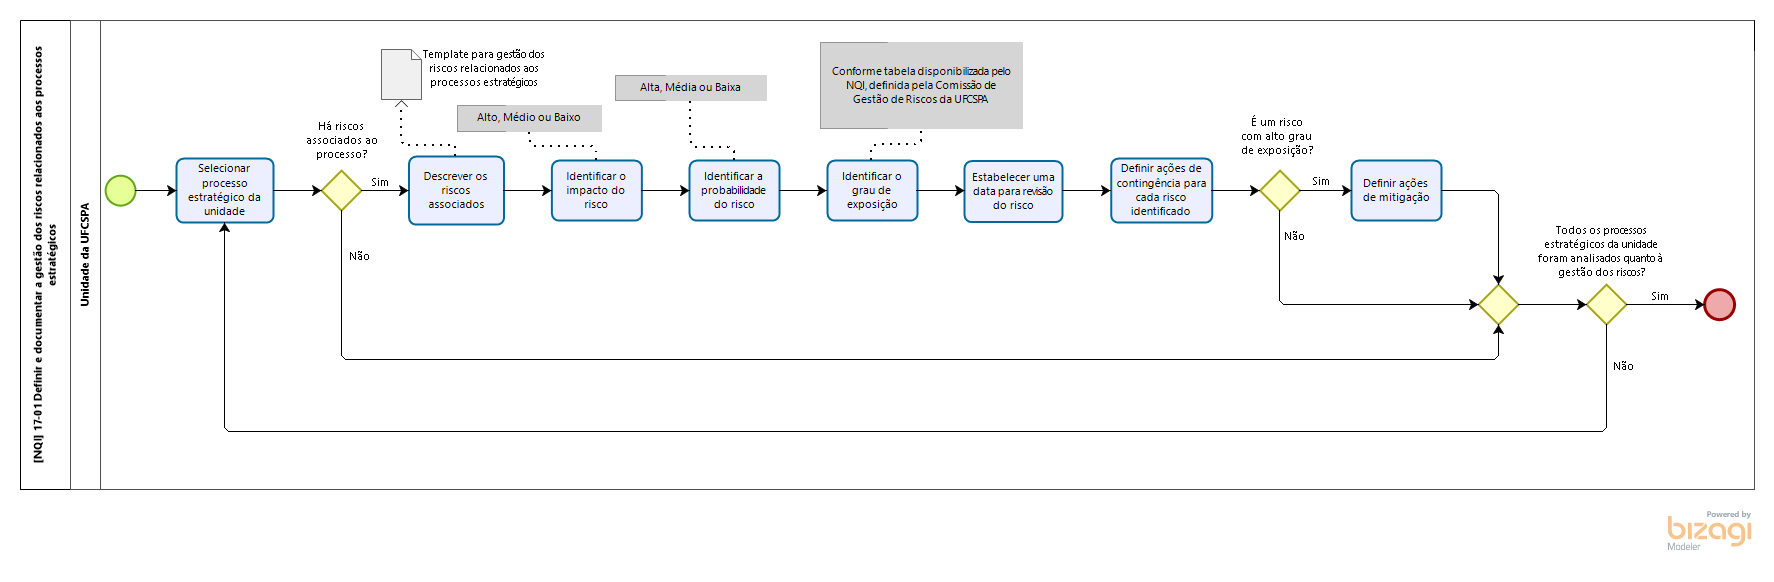 [NQI] 17-01 Definir e documentar a gestão dos riscos relacionados aos processos
estratégicos
Unidade da UFCSPA
Template para gestão dos
riscos relacionados aos
processos estratégicos
Alto, Médio ou Baixo
Alta, Média ou Baixa
Conforme tabela disponibilizada pelo
NQI, definida pela Comissão de
Gestão de Riscos da UFCSPA
Selecionar
processo
estratégico da
unidade
Há riscos
associados ao
processo?
Sim
Não
Descrever os
riscos
associados
Identificar o
impacto do
risco
Identificar a
probabilidade
do risco
Identificar o
grau de
exposição
Estabelecer uma
data para revisão
do risco
Definir ações de
contingência para
cada risco
identificado
É um risco
com alto grau
de exposição?
Sim
Não
Definir ações
de mitigação
Todos os processos
estratégicos da unidade
foram analisados quanto à
gestão dos riscos?
Sim
Não
Powered by
bizagi
Modeler